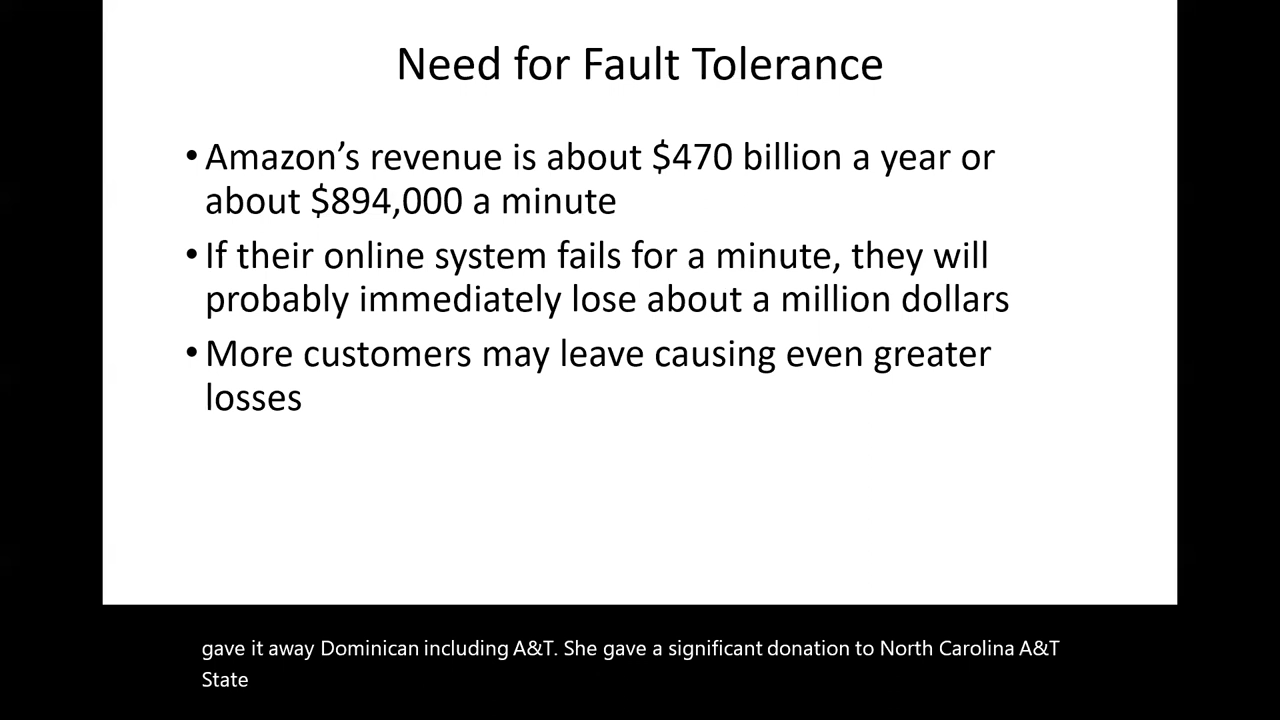 Need for Fault Tolerance
•Amazon’s revenue is about $470 billion a year or
about $894,000 a minute
•If their online system fails for a minute, they will
probably immediately lose about a million dollars
•More customers may leave causing even greater
losses
gave it away Dominican including A&T. She gave a significant donation to North Carolina A&T
State